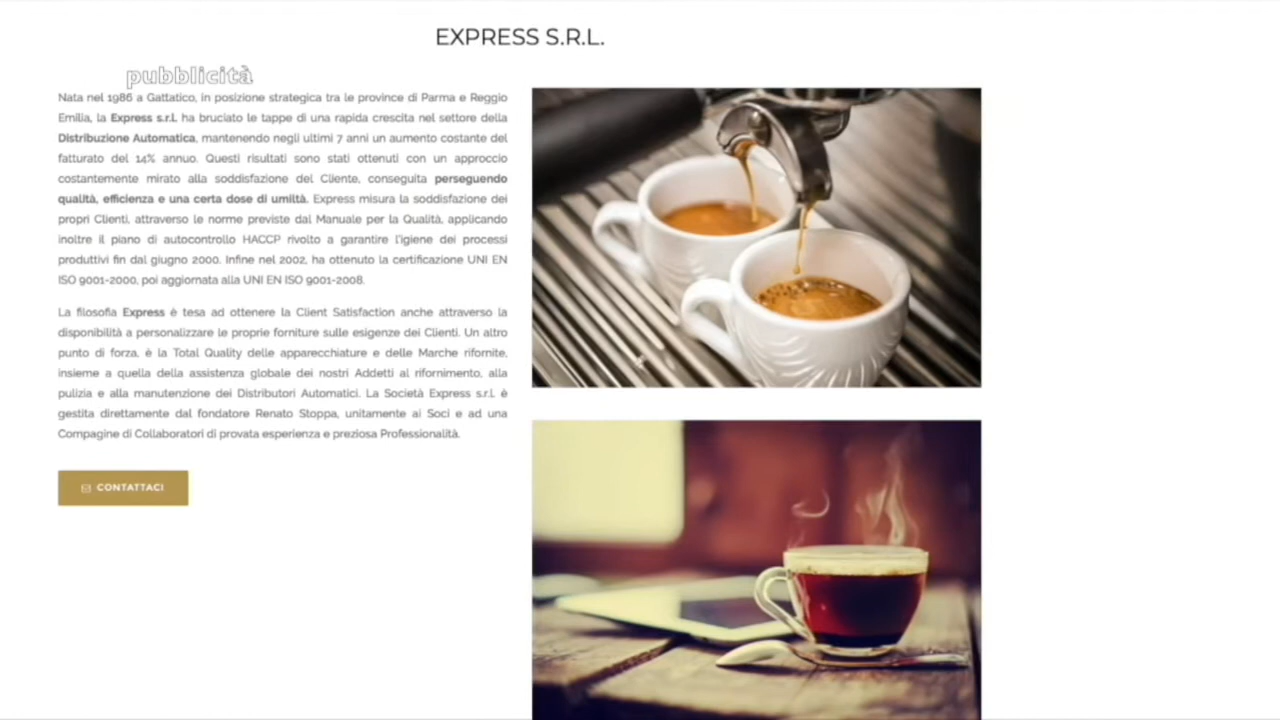 EXPRESS S.R.L.
pubblicità
Nata nel 1986 a Gattatico, in posizione strategica tra le province di Parma e Reggio
Emilia, la Express s.r.l. ha bruciato le tappe di una rapida crescita nel settore della
Distribuzione Automatica, mantenendo negli ultimi 7 anni un aumento costante del
fatturato del 14% annuo. Questi risultati sono stati ottenuti con un approccio
costantemente mirato alla soddisfazione del Cliente, conseguita perseguendo
qualità, efficienza e una certa dose di umiltà. Express misura la soddisfazione dei
propri Clienti, attraverso le norme previste dal Manuale per la Qualità, applicando
inoltre il piano di autocontrollo HACCP rivolto a garantire l'igiene dei processi
produttivi fin dal giugno 2000. Infine nel 2002, ha ottenuto la certificazione UNI EN
ISO 9001-2000, poi aggiornata alla UNI EN ISO 9001-2008.
La filosofia Express è tesa ad ottenere la Client Satisfaction anche attraverso la
disponibilità a personalizzare le proprie forniture sulle esigenze dei Clienti. Un altro
punto di forza, è la Total Quality delle apparecchiature e delle Marche rifornite,
insieme a quella della assistenza globale dei nostri Addetti al rifornimento, alla
pulizia e alla manutenzione dei Distributori Automatici. La Società Express s.r.l. è
gestita direttamente dal fondatore Renato Stoppa, unitamente ai Soci e ad una
Compagine di Collaboratori di provata esperienza e preziosa Professionalità.
CONTATTACI